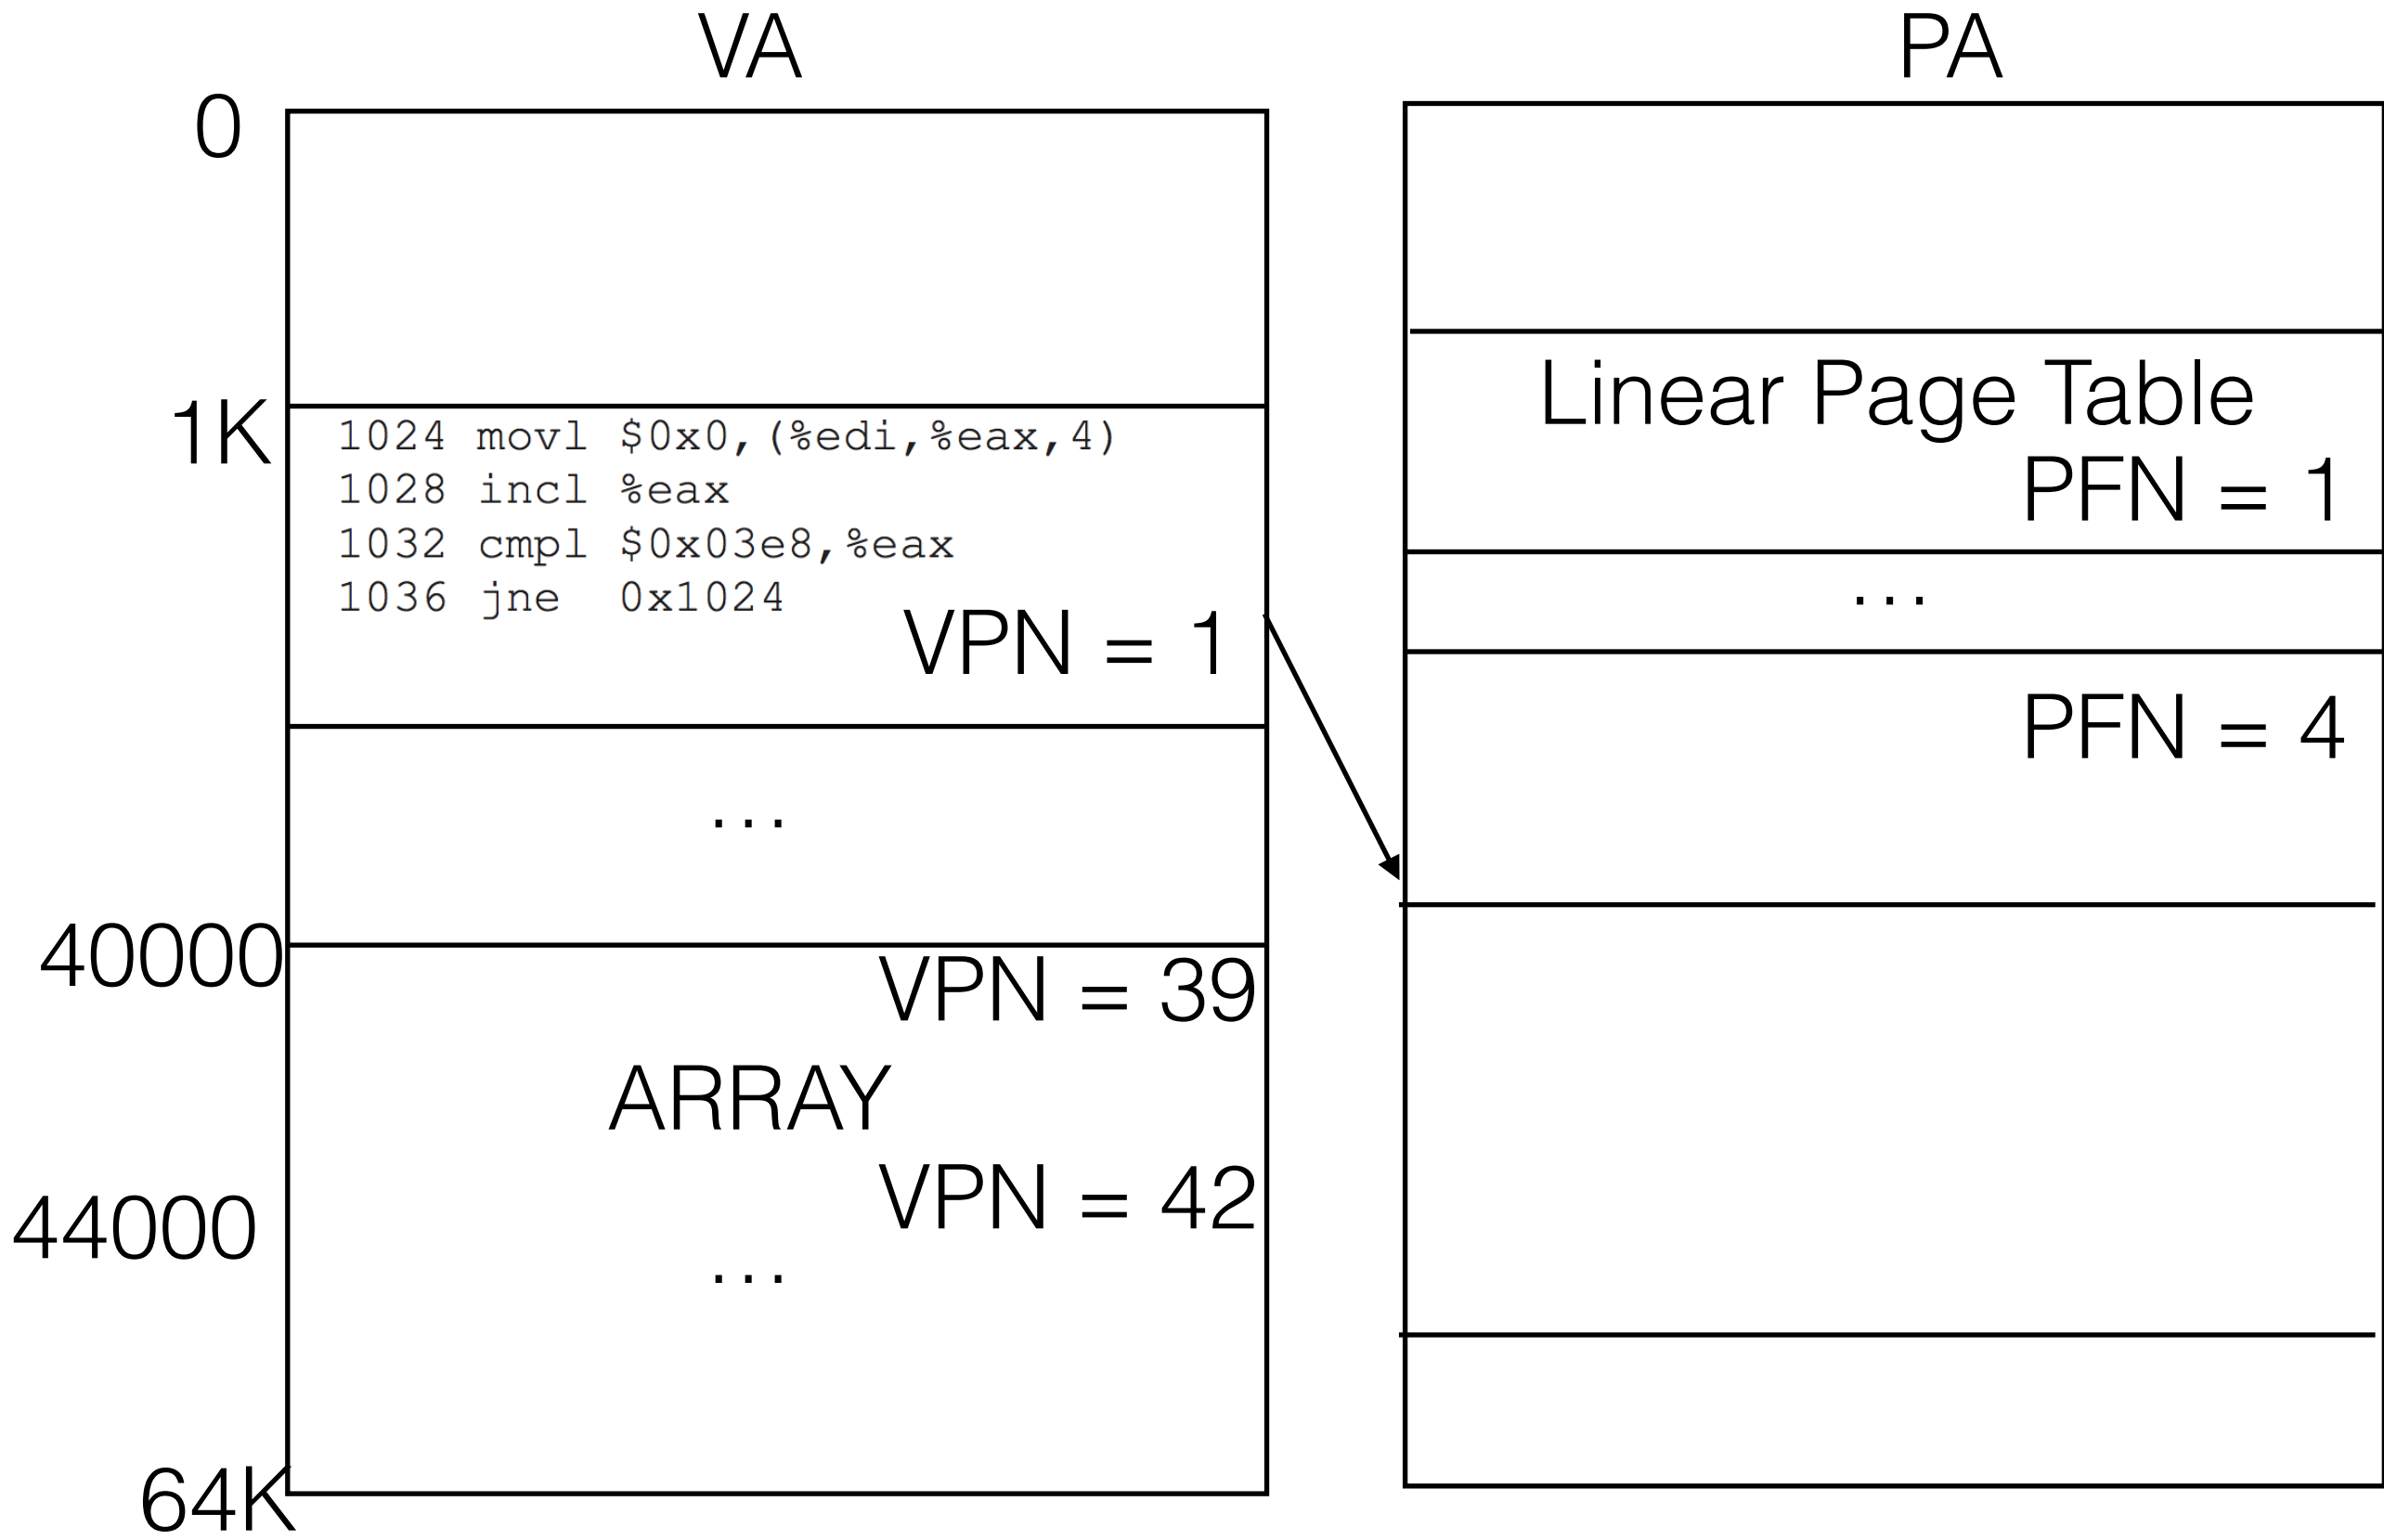 VA
0
1K
1024 movl $0x0,(%edi,%eax,4)
1028 incl %eax
1032 cmpl $0x03e8,%eax
1036 jne 0x1024
VPN = 1
...
40000
VPN = 39
ARRAY
VPN = 42
44000
...
64K
PA
Linear Page Table
PFN = 1
...
PFN = 4